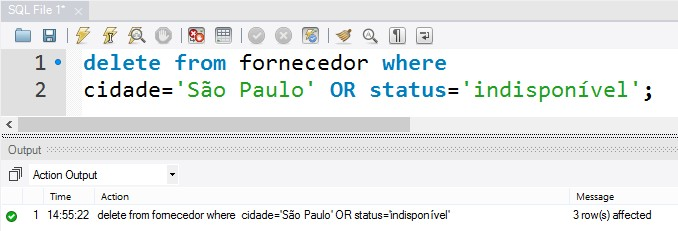 SQL File 1*
1 delete from fornecedor where
2 cidade='São Paulo' OR status='indisponível';
Output
Action Output
Time Action Message
1 14:55:22 delete from fornecedor where cidade='São Paulo' OR status='indisponível' 3 row(s) affected